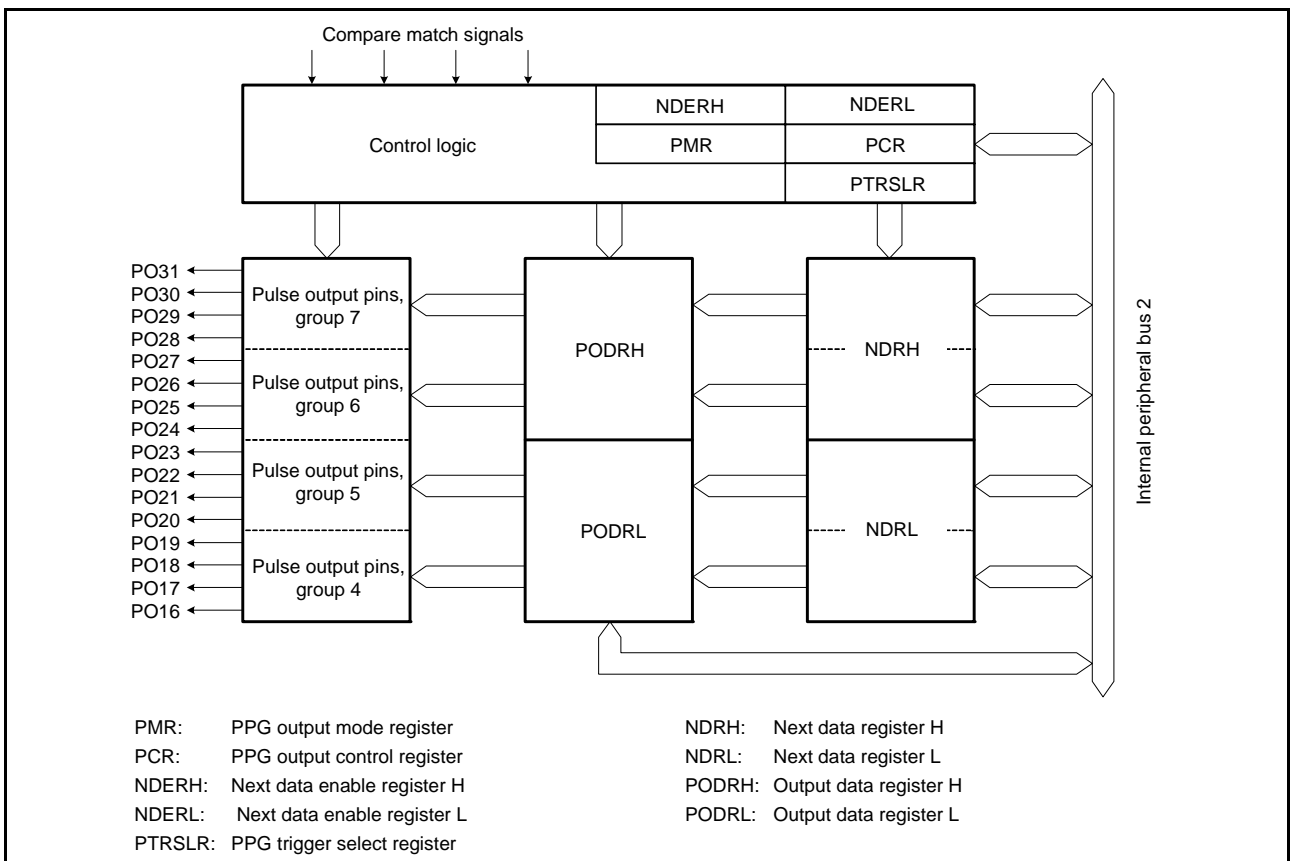 Compare match signals
Control logic
NDERH
NDERL
PMR
PCR
PTRSLR
PO31
PO30
PO29
PO28
PO27
PO26
PO25
PO24
PO23
PO22
PO21
PO20
PO19
PO18
PO17
PO16
Pulse output pins,
group 7
Pulse output pins,
group 6
Pulse output pins,
group 5
Pulse output pins,
group 4
PODRH
PODRL
NDRH
NDRL
Internal peripheral bus 2
PMR: PPG output mode register
PCR: PPG output control register
NDERH: Next data enable register H
NDERL: Next data enable register L
PTRSLR: PPG trigger select register
NDRH: Next data register H
NDRL: Next data register L
PODRH: Output data register H
PODRL: Output data register L